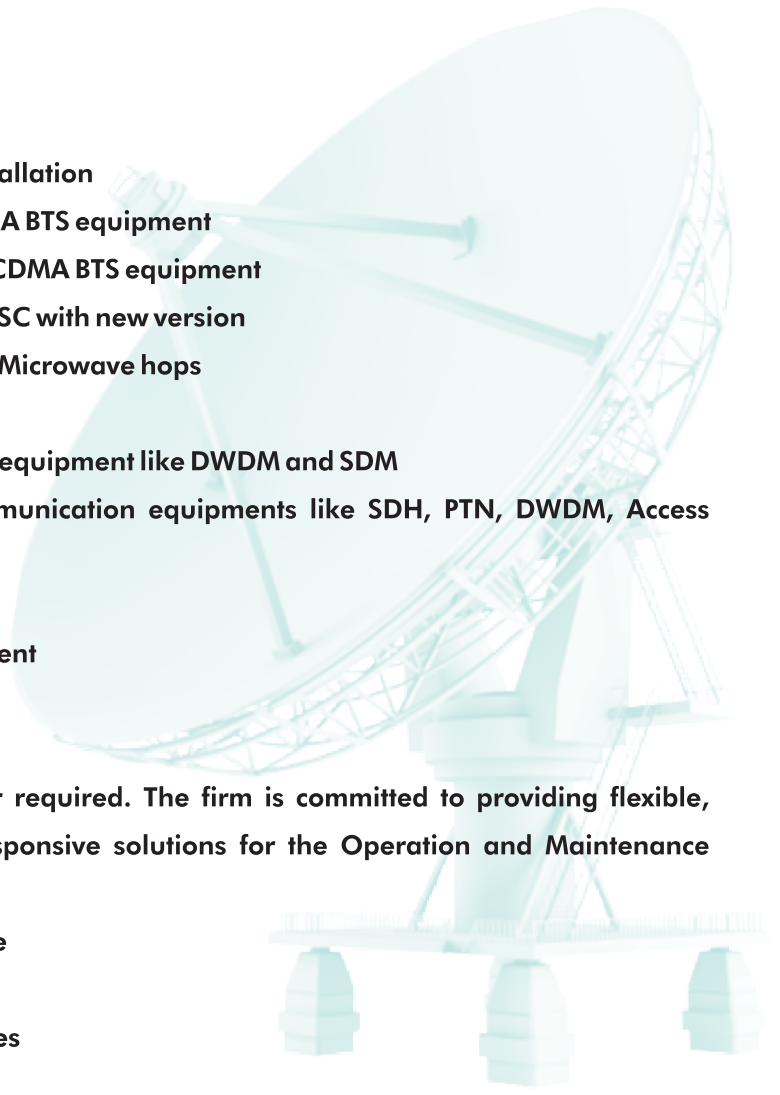 allation
A BTS equipment
CDMA BTS equipment
SC with new version
Microwave hops
equipment like DWDM and SDM
munication equipments like SDH, PTN, DWDM, Access
ent
r required. The firm is committed to providing flexible,
sponsive solutions for the Operation and Maintenance
e
es